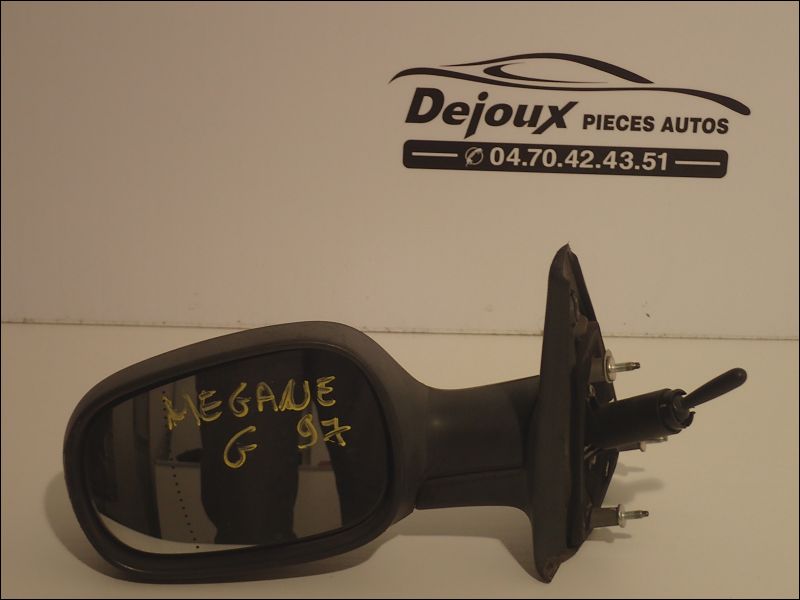 Dejoux PIECES AUTOS
04.70.42.43.51
MEGANE
G 97